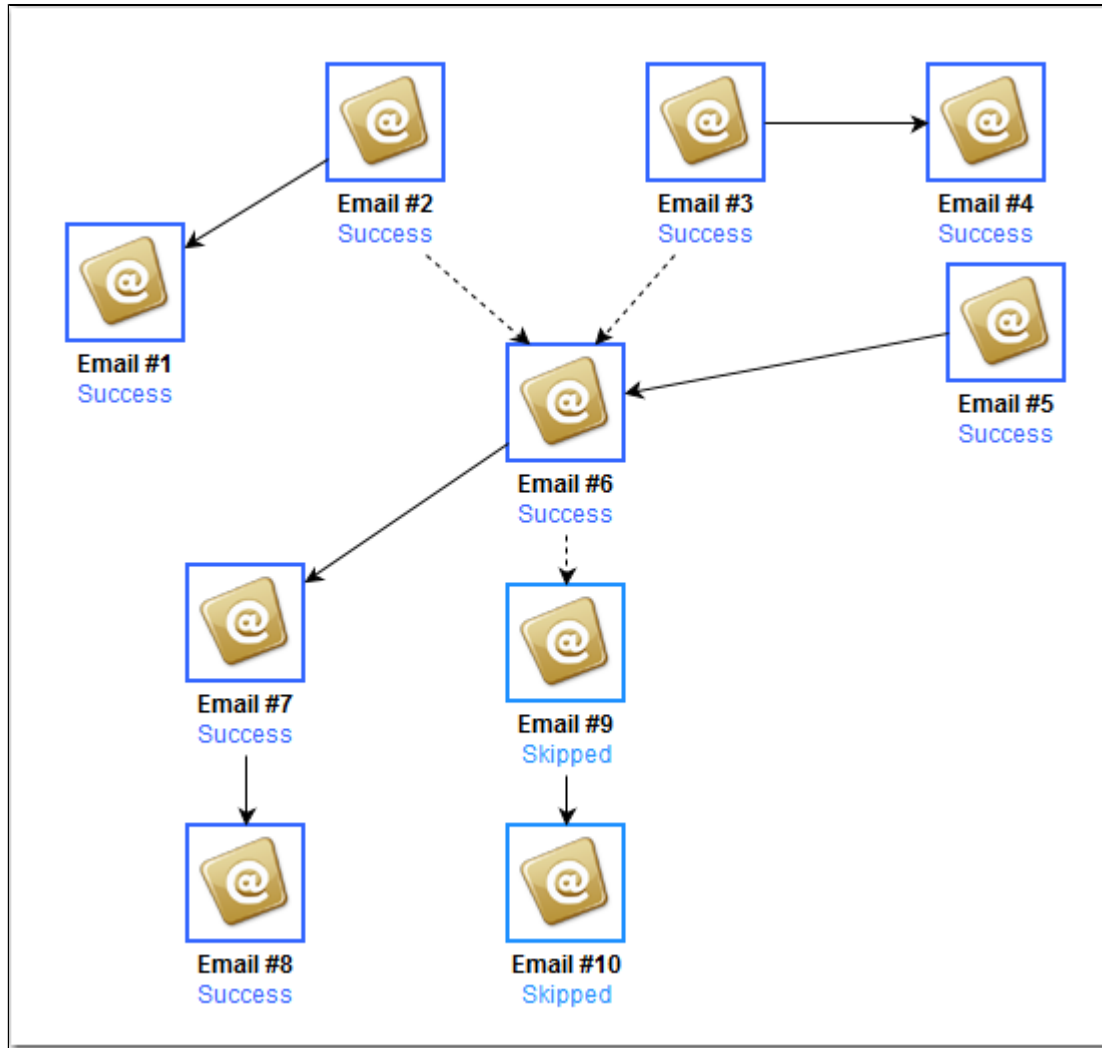 Email #2
Success
Email #3
Success
Email #4
Success
Email #1
Success
Email #5
Success
Email #6
Success
Email #7
Success
Email #9
Skipped
Email #8
Success
Email #10
Skipped